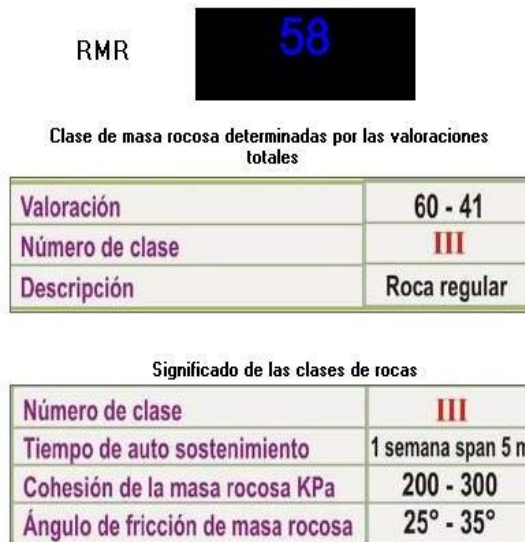 RMR 58
Clase de masa rocosa determinadas por las valoraciones
totales
Valoración 60 - 41
Número de clase III
Descripción Roca regular
Significado de las clases de rocas
Número de clase III
Tiempo de auto sostenimiento 1 semana span 5 m
Cohesión de la masa rocosa KPa 200 - 300
Ángulo de fricción de masa rocosa 25° - 35°